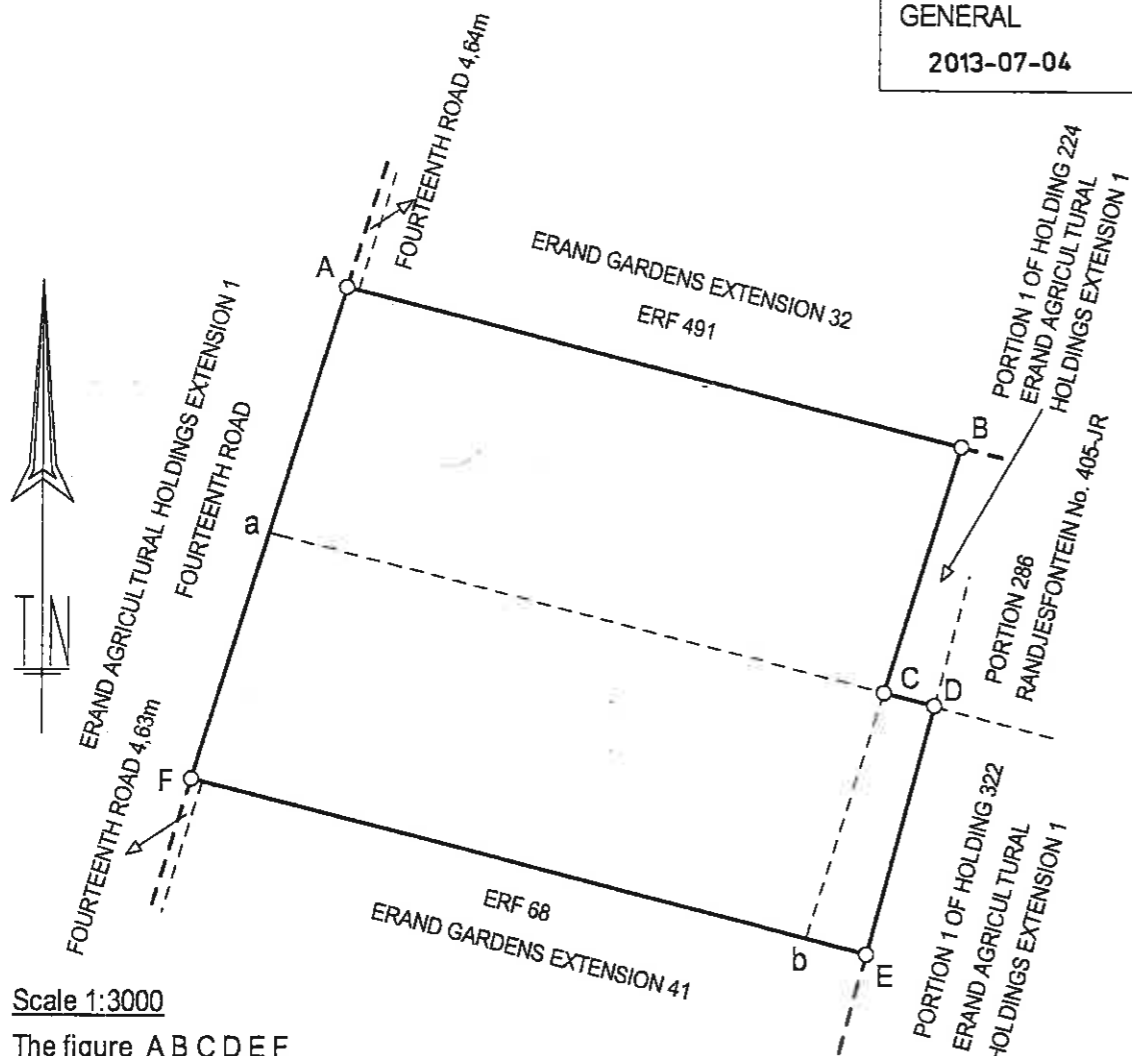 GENERAL
2013-07-04
FOURTEENTH ROAD 4,64m
PORTION 1 OF HOLDING 224
ERAND AGRICULTURAL
HOLDINGS EXTENSION 1
A
ERAND GARDENS EXTENSION 32
ERF 491
B
ERAND AGRICULTURAL HOLDINGS EXTENSION 1
FOURTEENTH ROAD
a
PORTION 286
RANDJESFONTEIN No. 405-JR
TN
C
D
F
FOURTEENTH ROAD 4,63m
ERF 68
ERAND GARDENS EXTENSION 41
b
E
PORTION 1 OF HOLDING 322
ERAND AGRICULTURAL
HOLDINGS EXTENSION 1
Scale 1:3000
The figure A B C D E F